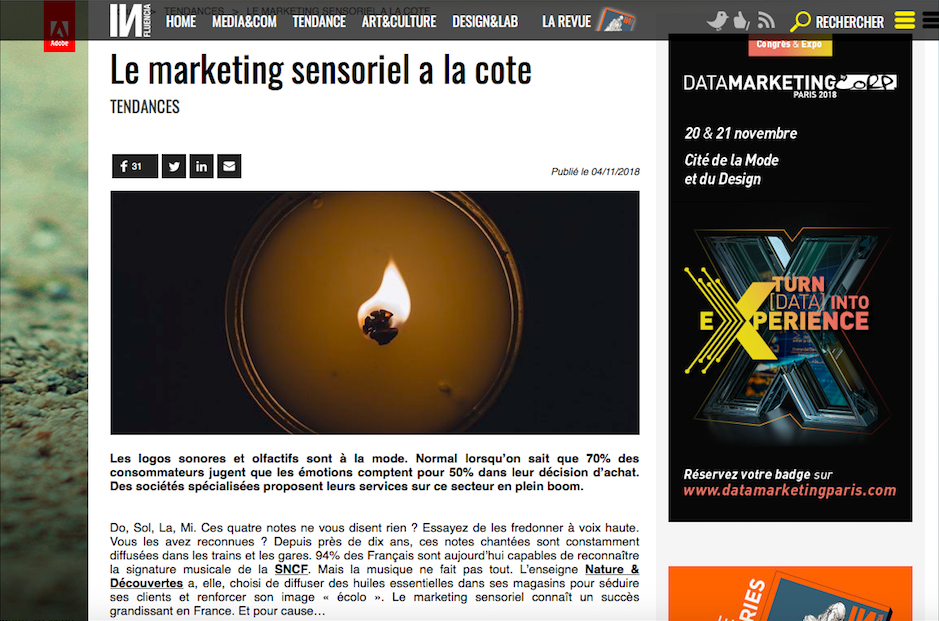 TENDANCES > LE MARKETING SENSORIEL A LA COTE
Adobe
IN
FLUENCIA
HOME MEDIA&COM TENDANCE ART&CULTURE DESIGN&LAB LA REVUE RECHERCHER
Le marketing sensoriel a la cote
TENDANCES
31
in
Publié le 04/11/2018
Les logos sonores et olfactifs sont à la mode. Normal lorsqu'on sait que 70% des
consommateurs jugent que les émotions comptent pour 50% dans leur décision d'achat.
Des sociétés spécialisées proposent leurs services sur ce secteur en plein boom.
Do, Sol, La, Mi. Ces quatre notes ne vous disent rien ? Essayez de les fredonner à voix haute.
Vous les avez reconnues ? Depuis près de dix ans, ces notes chantées sont constamment
diffusées dans les trains et les gares. 94% des Français sont aujourd'hui capables de reconnaître
la signature musicale de la SNCF. Mais la musique ne fait pas tout. L'enseigne Nature &
Découvertes a, elle, choisi de diffuser des huiles essentielles dans ses magasins pour séduire
ses clients et renforcer son image « écolo ». Le marketing sensoriel connaît un succès
grandissant en France. Et pour cause…
Congrès & Expo
DATAMARKETING
PARIS 2018
20 & 21 novembre
Cité de la Mode
et du Design
TURN
[DATA] INTO
EXPERIENCE
Réservez votre badge sur
www.datamarketingparis.com